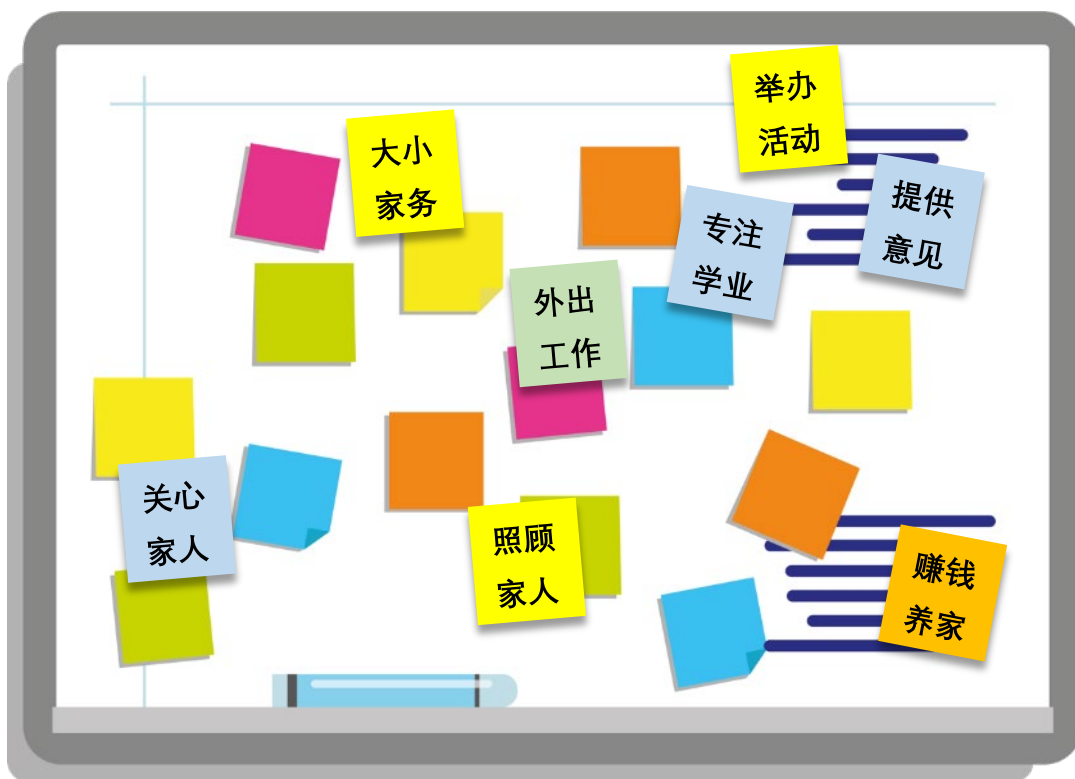 举办
活动
大小
家务
提供
意见
专注
学业
外出
工作
关心
家人
照顾
家人
赚钱
养家